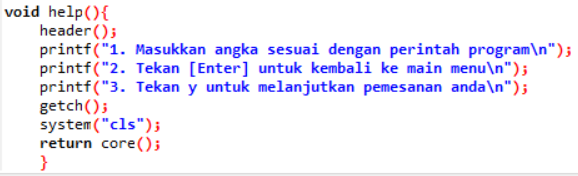 void help(){
header();
printf("1. Masukkan angka sesuai dengan perintah program\n");
printf("2. Tekan [Enter] untuk kembali ke main menu\n");
printf("3. Tekan y untuk melanjutkan pemesanan anda\n");
getch();
system("cls");
return core();
}